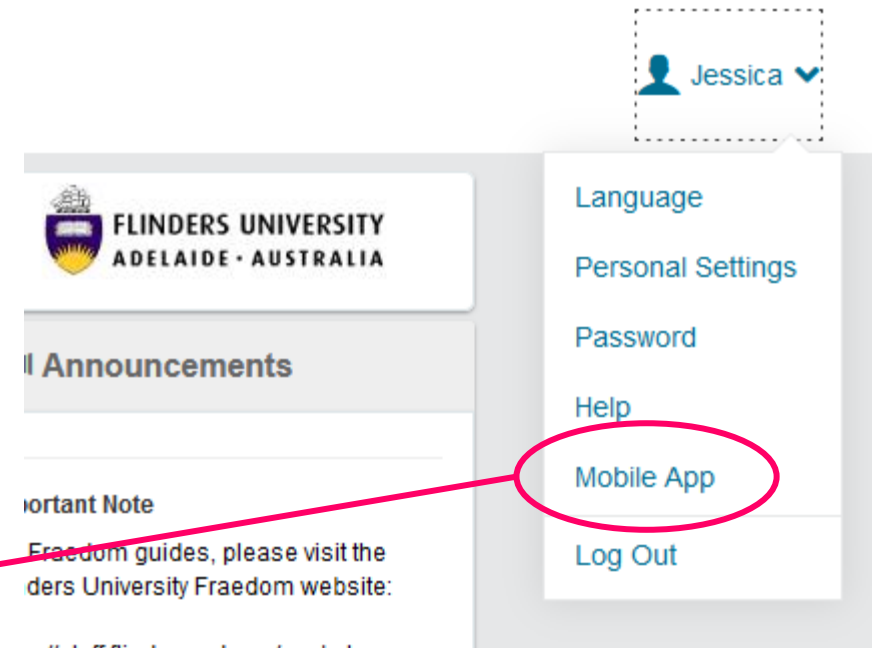 Jessica
Language
Personal Settings
Password
Help
Mobile App
Log Out
FLINDERS UNIVERSITY
ADELAIDE · AUSTRALIA
Announcements
Note
Fraedom guides, please visit the
University Fraedom website: